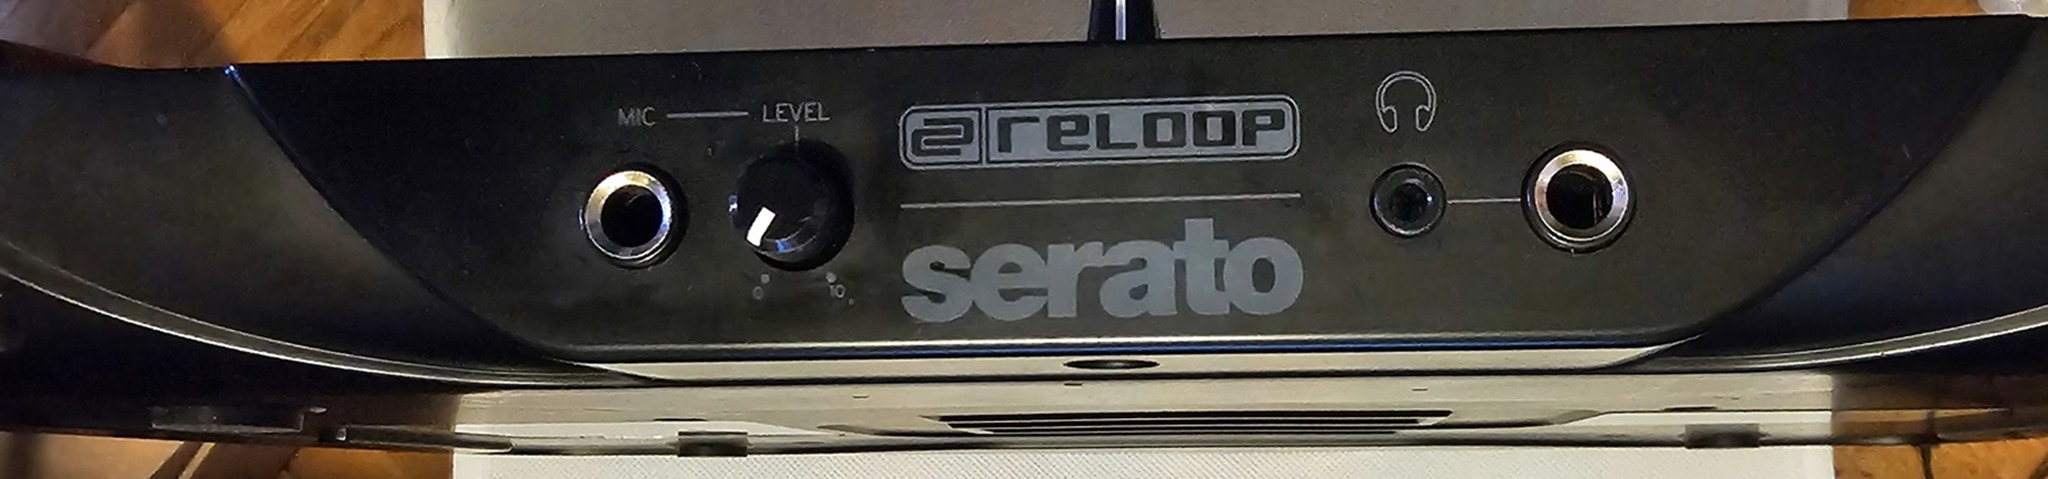 MIC LEVEL
reLOOP
0 10
serato